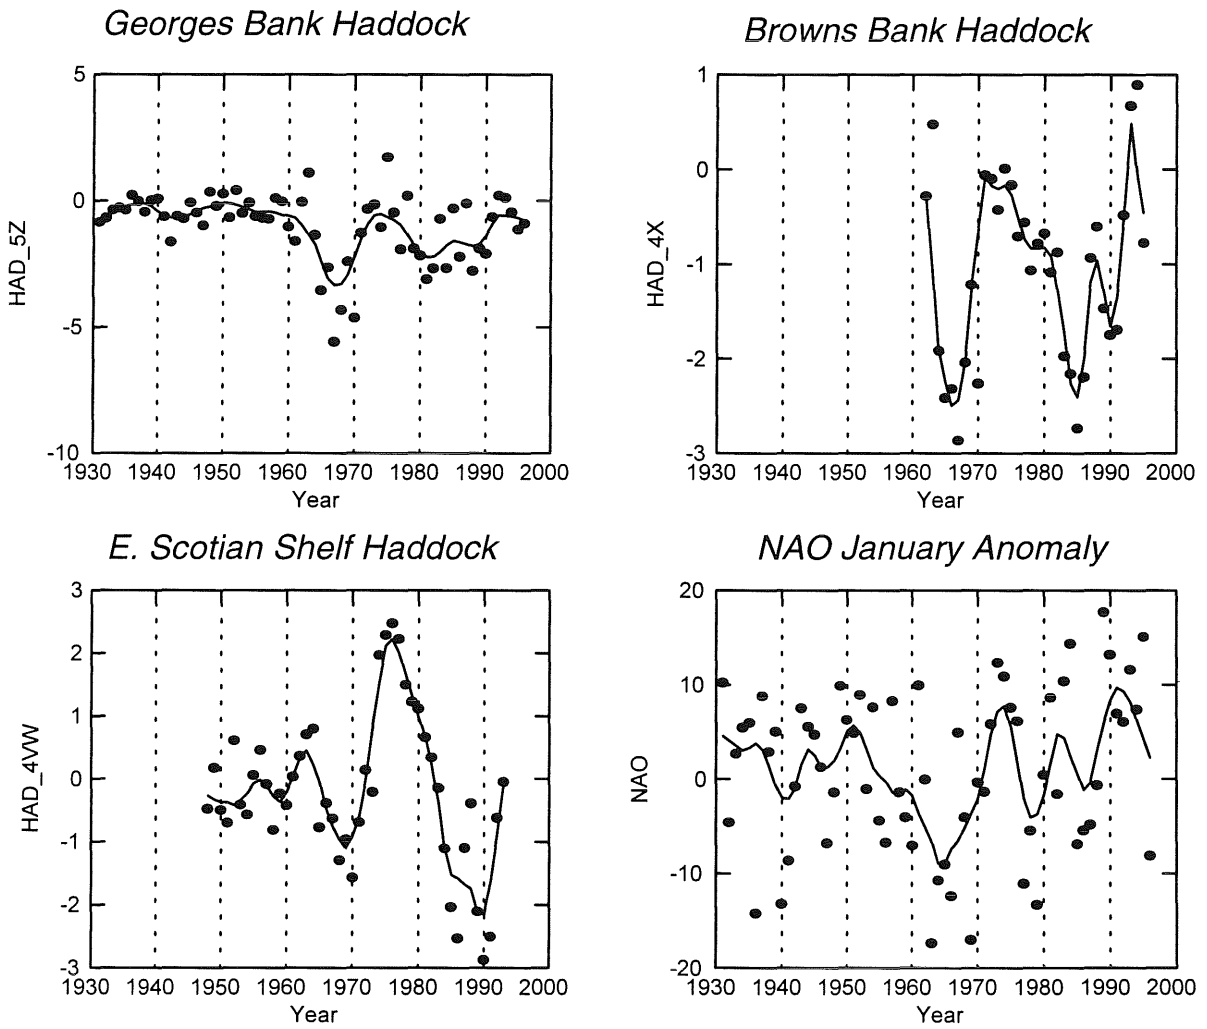 Georges Bank Haddock
5
0
-5
-10
HAD_5Z
1930 1940 1950 1960 1970 1980 1990 2000
Year
Browns Bank Haddock
1
0
-1
-2
-3
HAD_4X
1930 1940 1950 1960 1970 1980 1990 2000
Year
E. Scotian Shelf Haddock
3
2
1
0
-1
-2
-3
HAD_4VW
1930 1940 1950 1960 1970 1980 1990 2000
Year
NAO January Anomaly
20
10
0
-10
-20
NAO
1930 1940 1950 1960 1970 1980 1990 2000
Year